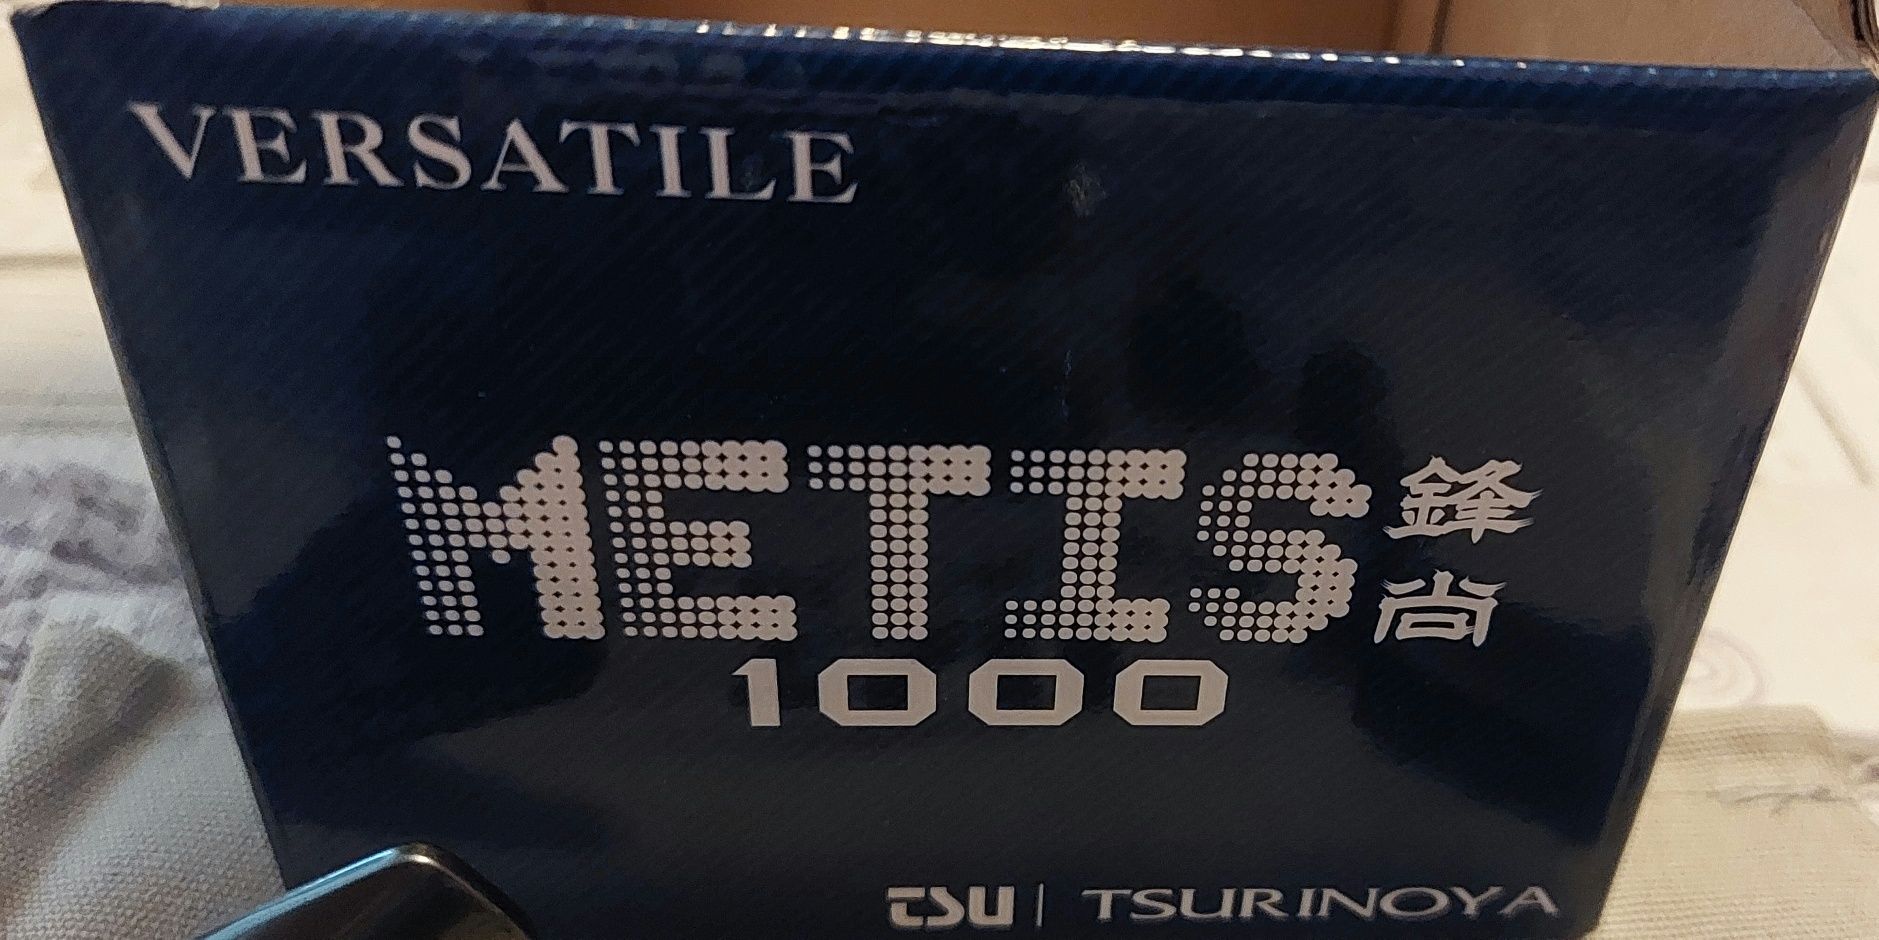 VERSATILE
METIS 鋒尚
1000
TSU | TSURINOYA